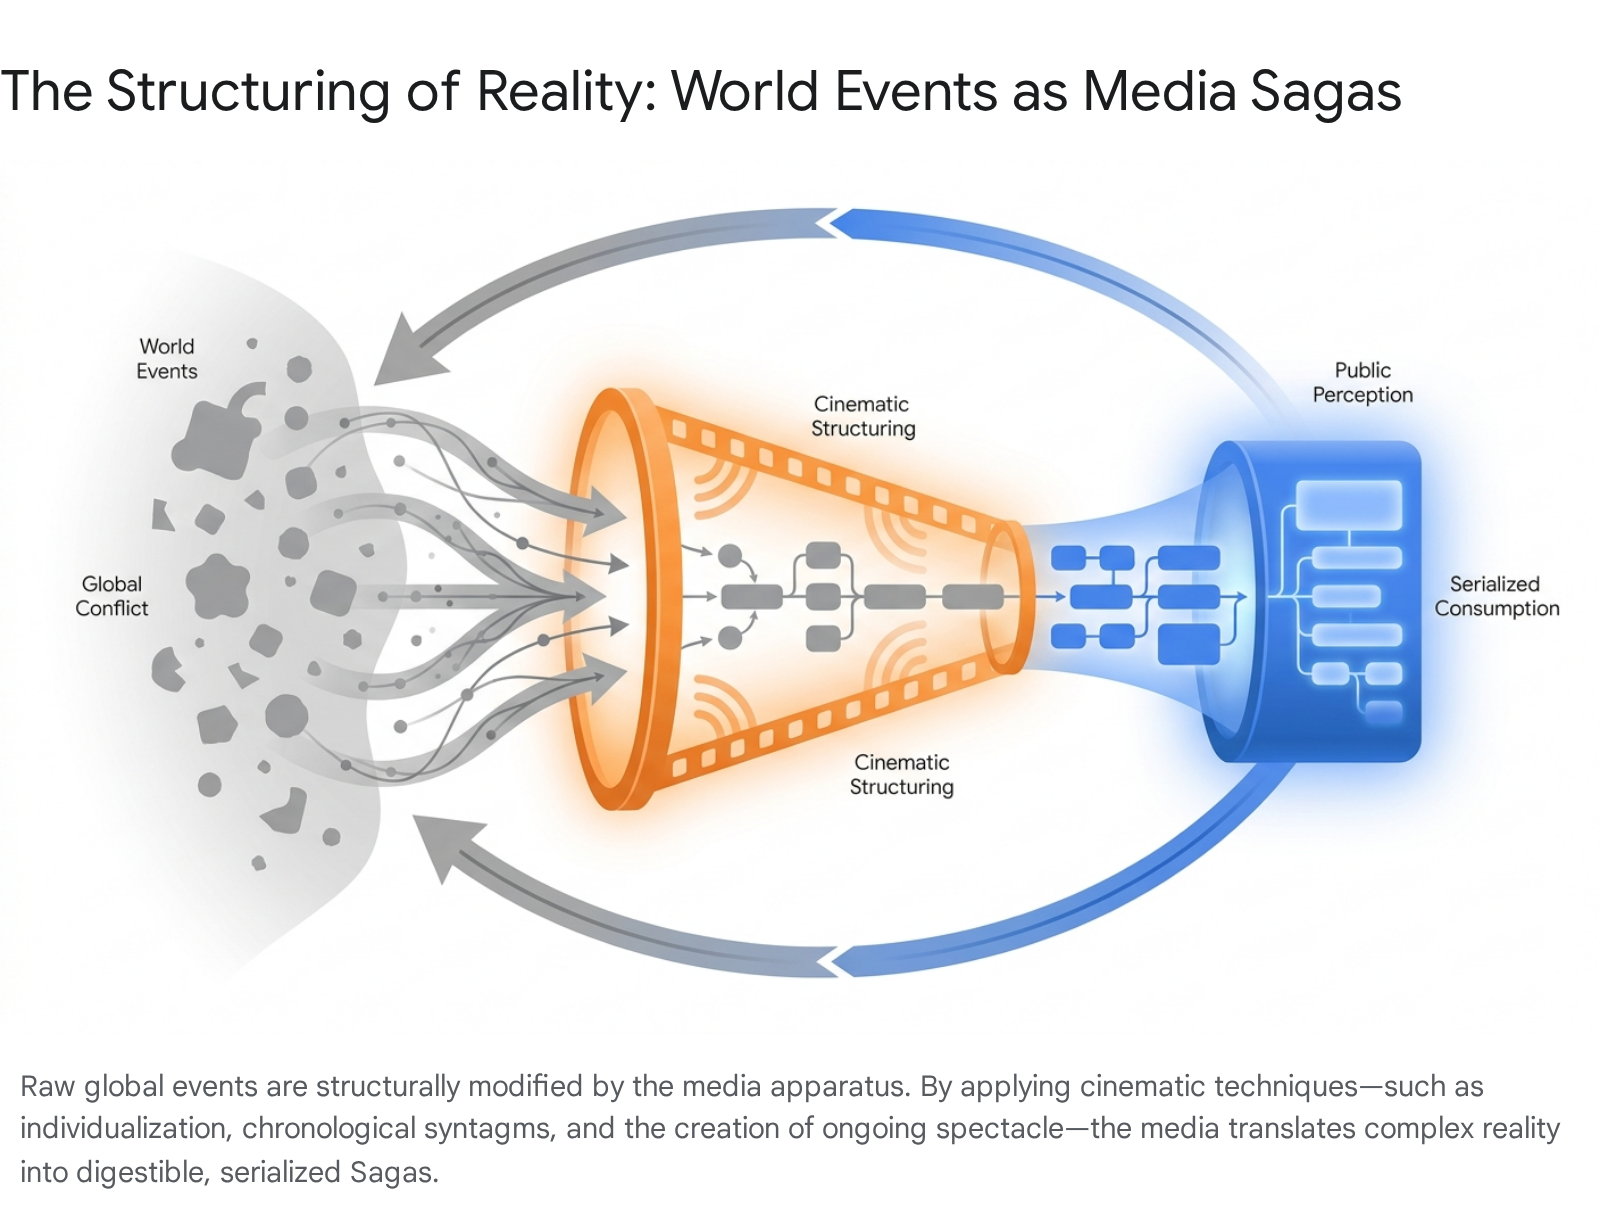 The Structuring of Reality: World Events as Media Sagas
World
Events
Cinematic
Structuring
Public
Perception
Global
Conflict
Serialized
Consumption
Cinematic
Structuring
Raw global events are structurally modified by the media apparatus. By applying cinematic techniques—such as
individualization, chronological syntagms, and the creation of ongoing spectacle—the media translates complex reality
into digestible, serialized Sagas.